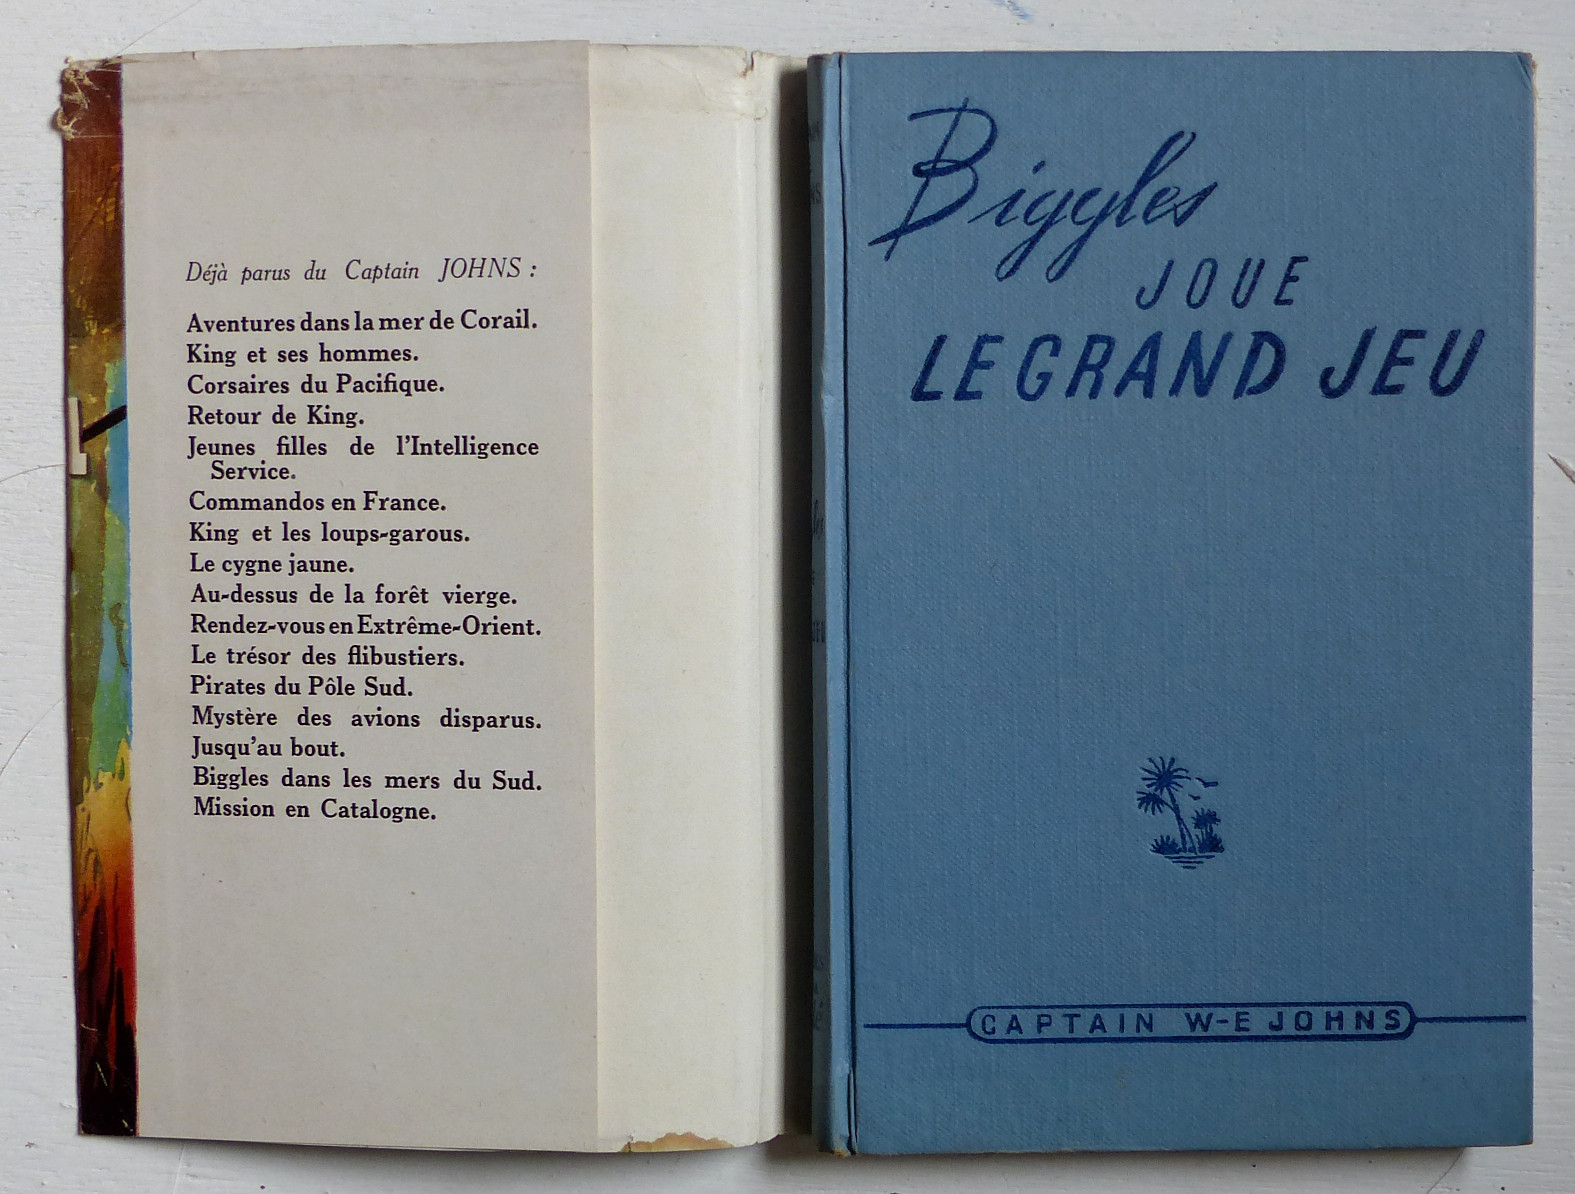 Déjà parus du Captain JOHNS :
Aventures dans la mer de Corail.
King et ses hommes.
Corsaires du Pacifique.
Retour de King.
Jeunes filles de l'Intelligence
Service.
Commandos en France.
King et les loups-garous.
Le cygne jaune.
Au-dessus de la forêt vierge.
Rendez-vous en Extrême-Orient.
Le trésor des flibustiers.
Pirates du Pôle Sud.
Mystère des avions disparus.
Jusqu'au bout.
Biggles dans les mers du Sud.
Mission en Catalogne.
Biggles
JOUE
LE GRAND JEU
CAPTAIN W-E JOHNS